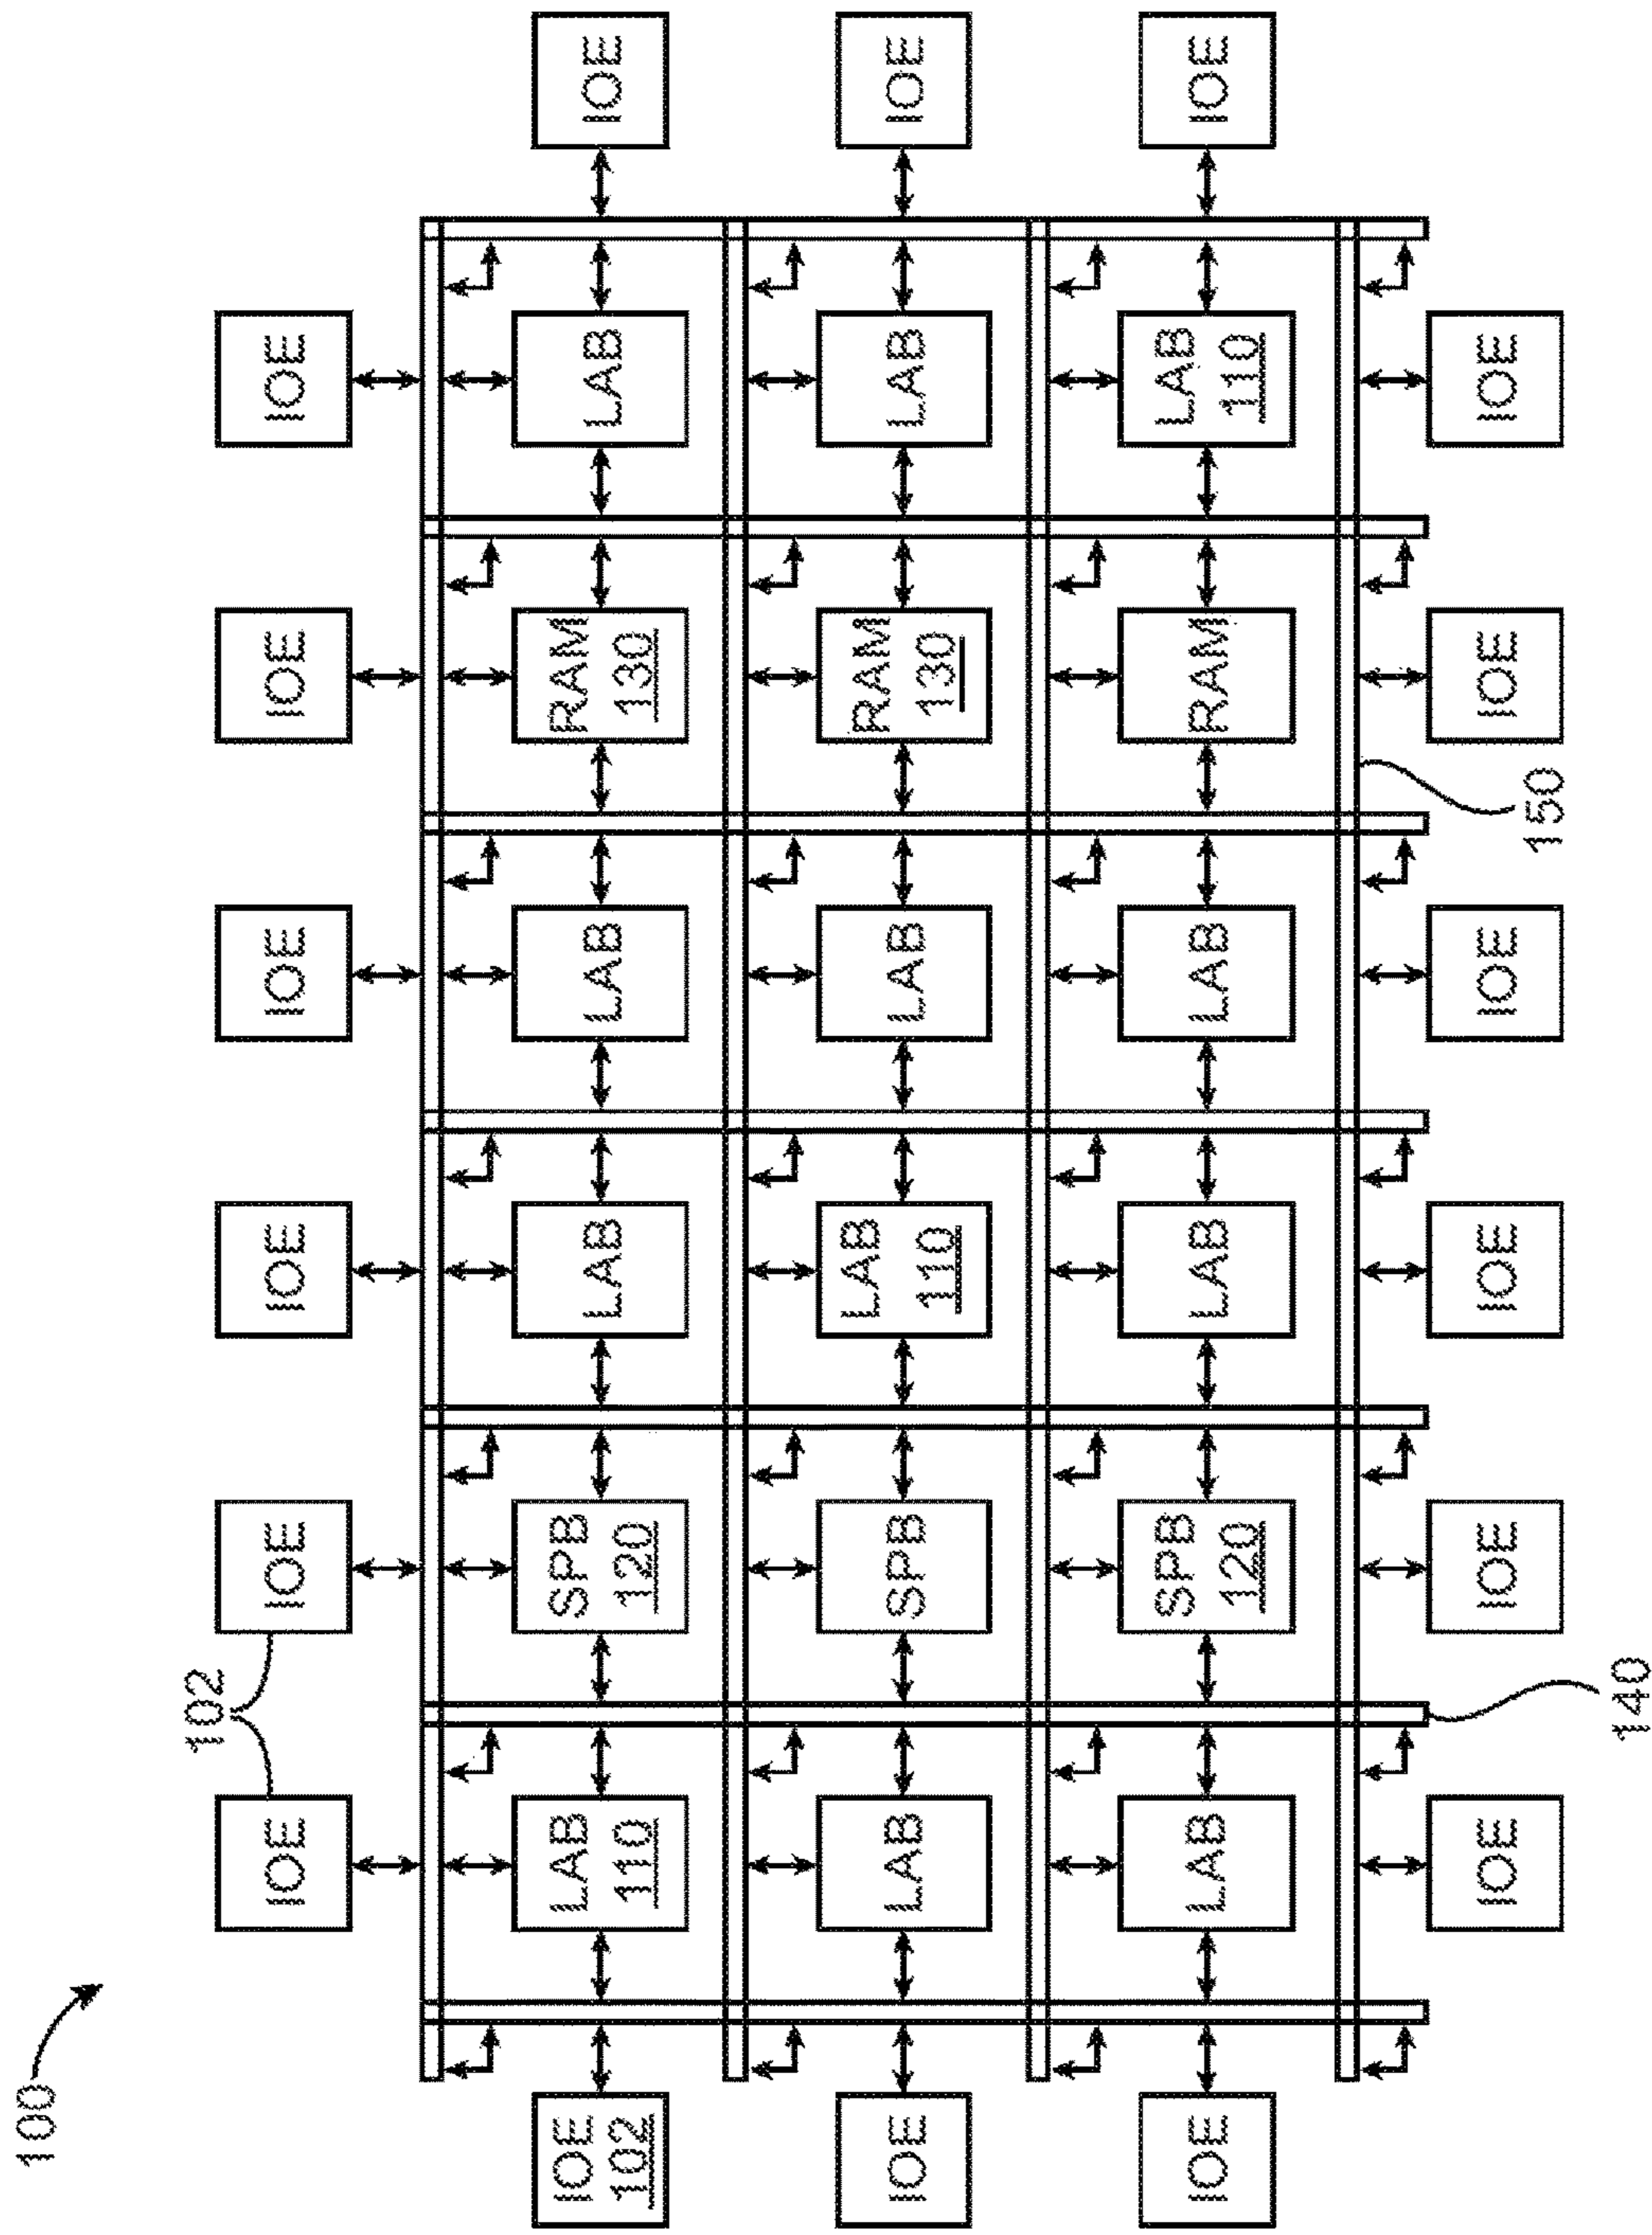 100
102
IOE IOE IOE IOE IOE IOE
IOE LAB SPB LAB LAB RAM LAB IOE
102 110 120 130
IOE LAB SPB LAB LAB RAM LAB IOE
110 130
IOE LAB SPB LAB LAB RAM LAB IOE
120 110
IOE IOE IOE IOE IOE IOE
150
140